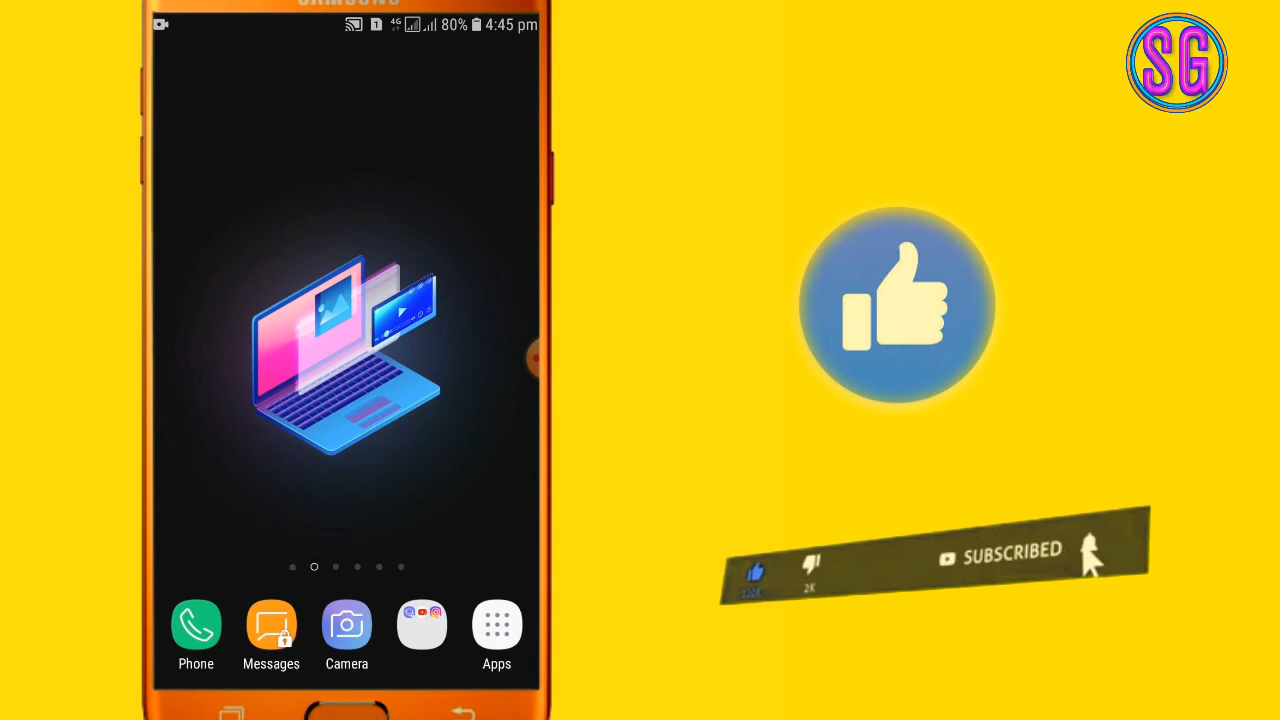 SAMSUNG
1 4G 80% 4:45 pm
SG
SUBSCRIBED
2K
Phone Messages Camera Apps